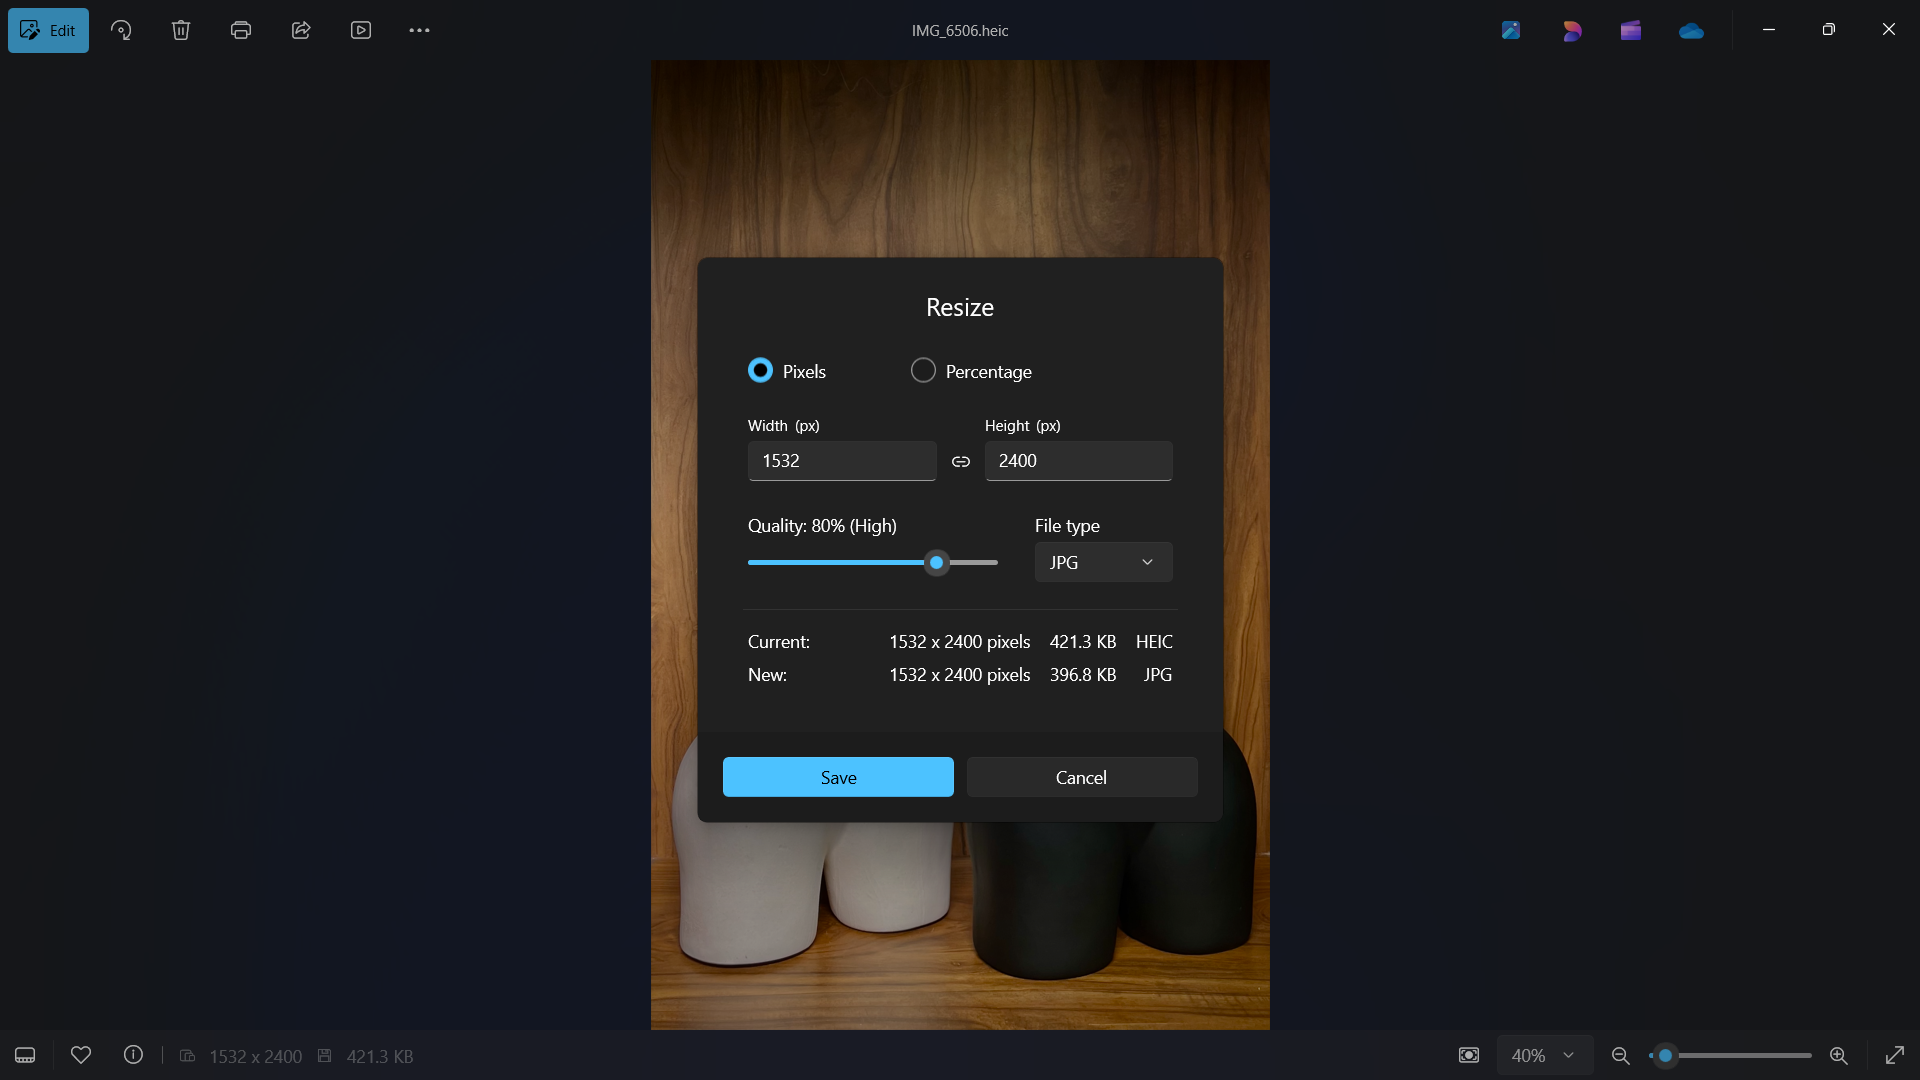 Edit
IMG_6506.heic
Resize
Pixels Percentage
Width (px) Height (px)
1532 2400
Quality: 80% (High) File type
JPG
Current: 1532 x 2400 pixels 421.3 KB HEIC
New: 1532 x 2400 pixels 396.8 KB JPG
Save Cancel
1532 x 2400 421.3 KB 40%